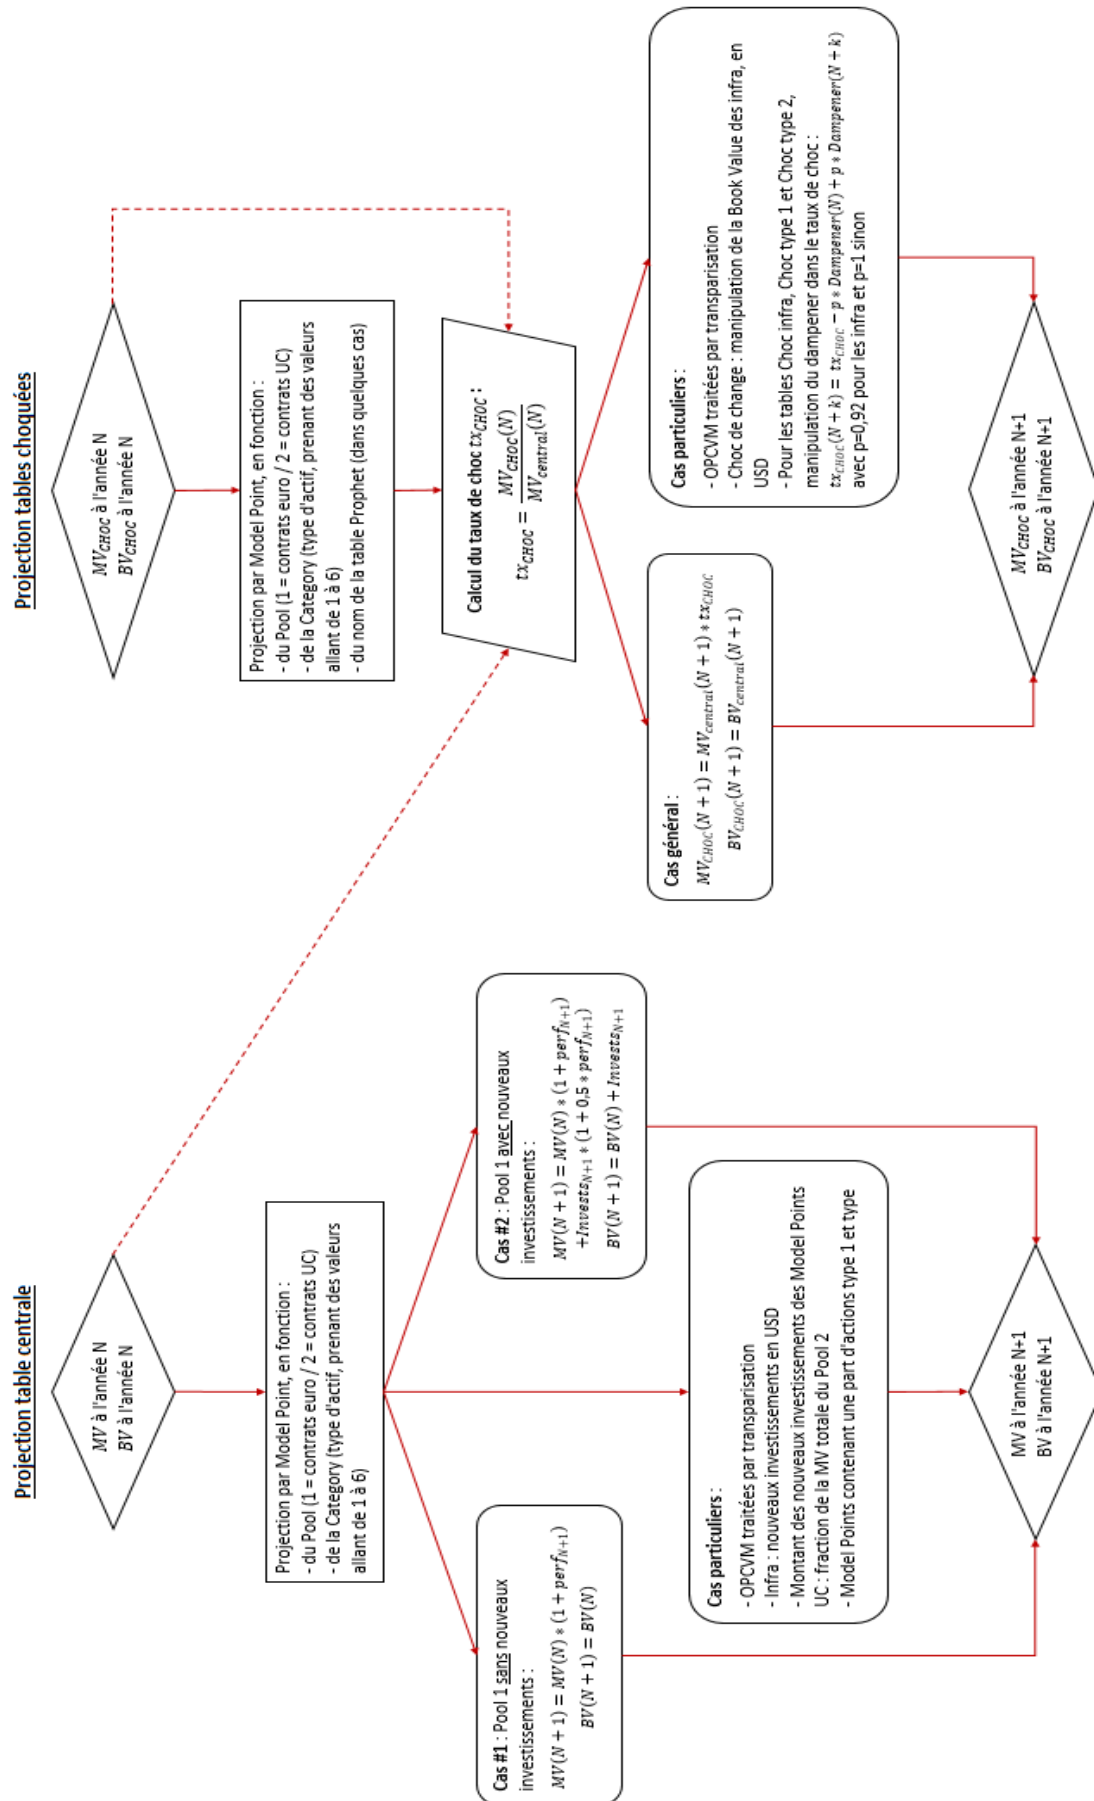 Projection table centrale
MV à l'année N
BV à l'année N
Projection par Model Point, en fonction :
- du Pool (1 = contrats euro / 2 = contrats UC)
- de la Category (type d'actif, prenant des valeurs
allant de 1 à 6)
Cas #1 : Pool 1 sans nouveaux
investissements :
MV(N + 1) = MV(N) * (1 + perf_{N+1})
BV(N + 1) = BV(N)
Cas #2 : Pool 1 avec nouveaux
investissements :
MV(N + 1) = MV(N) * (1 + perf_{N+1})
+Invests_{N+1} * (1 + 0,5 * perf_{N+1})
BV(N + 1) = BV(N) + Invests_{N+1}
Cas particuliers :
- OPCVM traitées par transparisation
- Infra : nouveaux investissements en USD
- Montant des nouveaux investissements des Model Points
UC : fraction de la MV totale du Pool 2
- Model Points contenant une part d'actions type 1 et type
MV à l'année N+1
BV à l'année N+1
Projection tables choquées
MV_{CHOC} à l'année N
BV_{CHOC} à l'année N
Projection par Model Point, en fonction :
- du Pool (1 = contrats euro / 2 = contrats UC)
- de la Category (type d'actif, prenant des valeurs
allant de 1 à 6)
- du nom de la table Prophet (dans quelques cas)
Calcul du taux de choc tx_{CHOC} :
tx_{CHOC} = MV_{CHOC}(N) / MV_{central}(N)
Cas général :
MV_{CHOC}(N + 1) = MV_{central}(N + 1) * tx_{CHOC}
BV_{CHOC}(N + 1) = BV_{central}(N + 1)
Cas particuliers :
- OPCVM traitées par transparisation
- Choc de change : manipulation de la Book Value des infra, en
USD
- Pour les tables Choc infra, Choc type 1 et Choc type 2,
manipulation du dampener dans le taux de choc :
tx_{CHOC}(N + k) = tx_{CHOC} − p * Dampener(N) + p * Dampener(N + k)
avec p=0,92 pour les infra et p=1 sinon
MV_{CHOC} à l'année N+1
BV_{CHOC} à l'année N+1